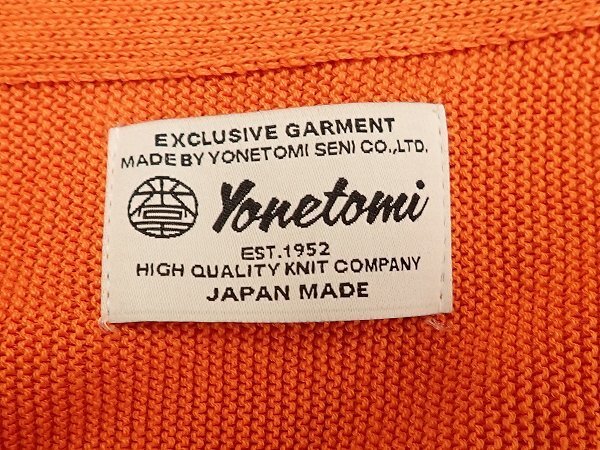 EXCLUSIVE GARMENT
MADE BY YONETOMI SENI CO.,LTD.
Yonetomi
EST.1952
HIGH QUALITY KNIT COMPANY
JAPAN MADE